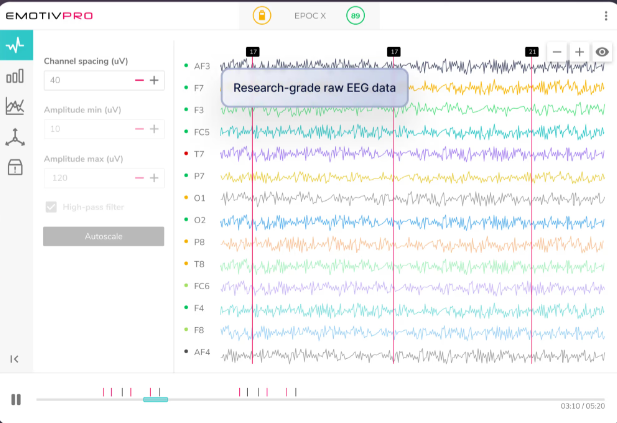 EMOTIVPRO
EPOC X
89
Channel spacing (uV)
40
Amplitude min (uV)
10
Amplitude max (uV)
120
High-pass filter
Autoscale
17
17
21
Research-grade raw EEG data
AF3
F7
F3
FC5
T7
P7
O1
O2
P8
T8
FC6
F4
F8
AF4
03:10 / 05:20